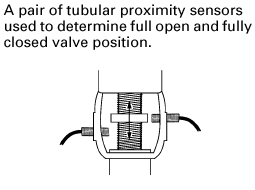 A pair of tubular proximity sensors
used to determine full open and fully
closed valve position.